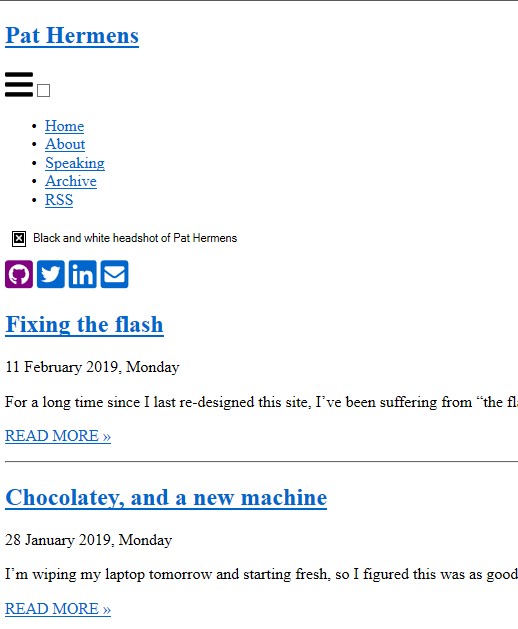 Pat Hermens
Home
About
Speaking
Archive
RSS
Black and white headshot of Pat Hermens
in
Fixing the flash
11 February 2019, Monday
For a long time since I last re-designed this site, I’ve been suffering from “the
READ MORE »
Chocolatey, and a new machine
28 January 2019, Monday
I’m wiping my laptop tomorrow and starting fresh, so I figured this was as good
READ MORE »